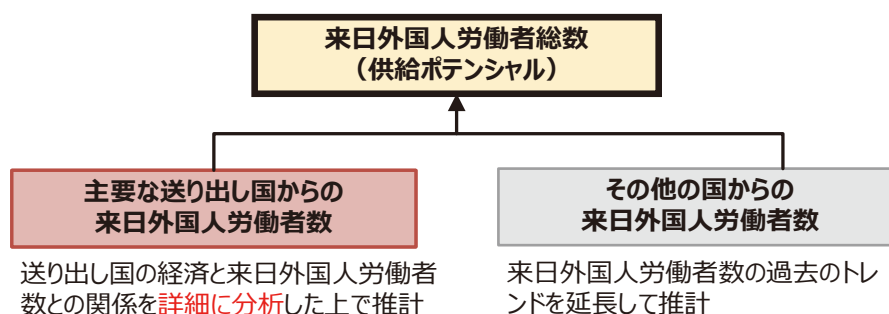 来日外国人労働者総数
（供給ポテンシャル）
主要な送り出し国からの
来日外国人労働者数
その他の国からの
来日外国人労働者数
送り出し国の経済と来日外国人労働者
数との関係を詳細に分析した上で推計
来日外国人労働者数の過去のトレ
ンドを延長して推計